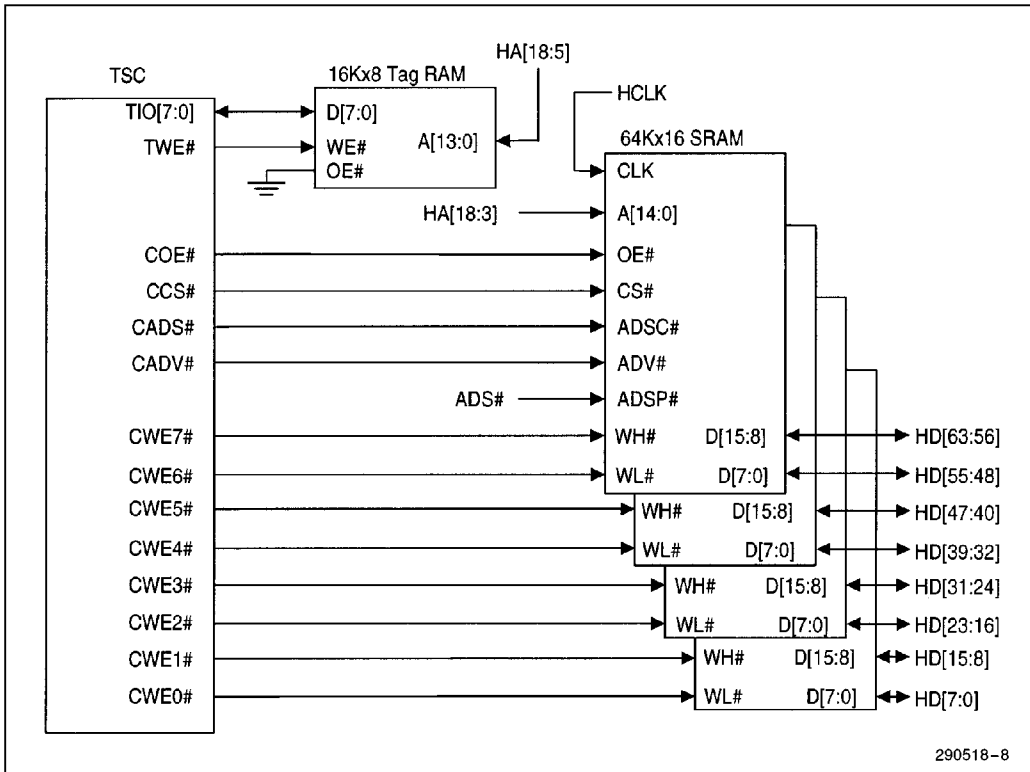 HA[18:5]
TSC
16Kx8 Tag RAM
HCLK
TIO[7:0]
D[7:0]
A[13:0]
TWE#
WE#
OE#
64Kx16 SRAM
CLK
HA[18:3]
A[14:0]
COE#
OE#
CCS#
CS#
CADS#
ADSC#
CADV#
ADV#
ADS#
ADSP#
CWE7#
WH#
D[15:8]
HD[63:56]
CWE6#
WL#
D[7:0]
HD[55:48]
CWE5#
WH#
D[15:8]
HD[47:40]
CWE4#
WL#
D[7:0]
HD[39:32]
CWE3#
WH#
D[15:8]
HD[31:24]
CWE2#
WL#
D[7:0]
HD[23:16]
CWE1#
WH#
D[15:8]
HD[15:8]
CWE0#
WL#
D[7:0]
HD[7:0]
290518-8